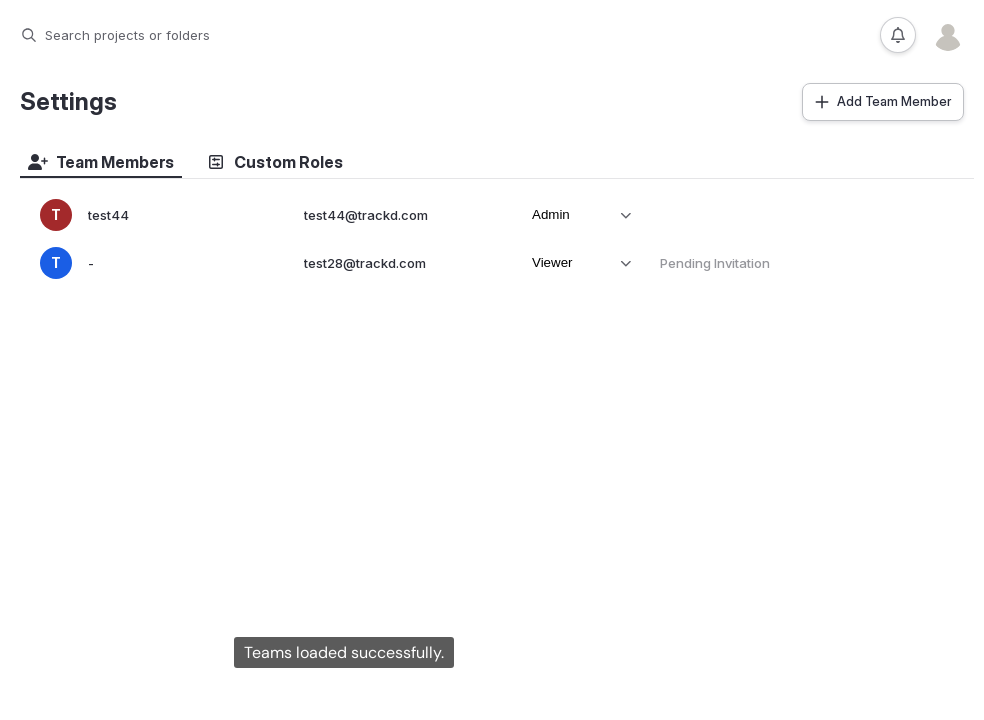 Search projects or folders
Settings
Add Team Member
Team Members
Custom Roles
T test44 test44@trackd.com Admin
T - test28@trackd.com Viewer Pending Invitation
Teams loaded successfully.